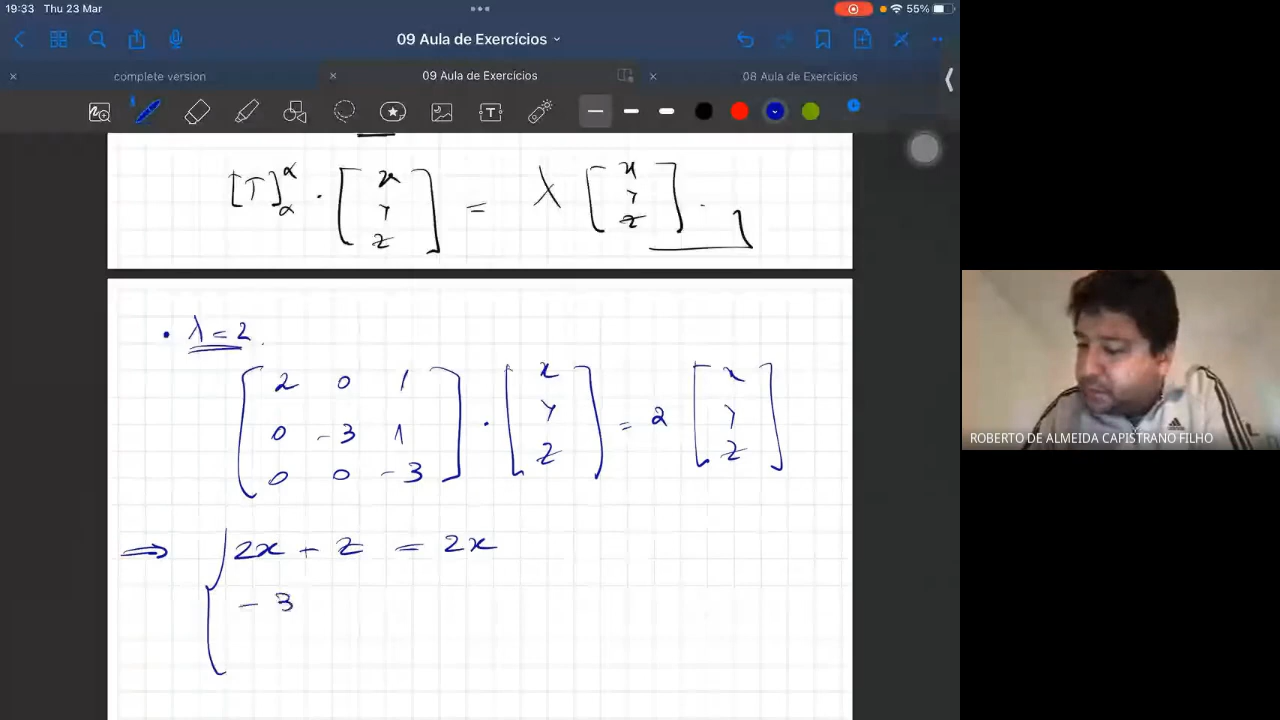 19:33 Thu 23 Mar
55%
09 Aula de Exercícios
complete version
09 Aula de Exercícios
08 Aula de Exercícios
[T]^α_α · [x y z] = λ [x y z].
• λ = 2.
[2 0 1
0 -3 1
0 0 -3] · [x y z] = 2 [x y z]
⇒ { 2x + z = 2x
- 3
ROBERTO DE ALMEIDA CAPISTRANO FILHO